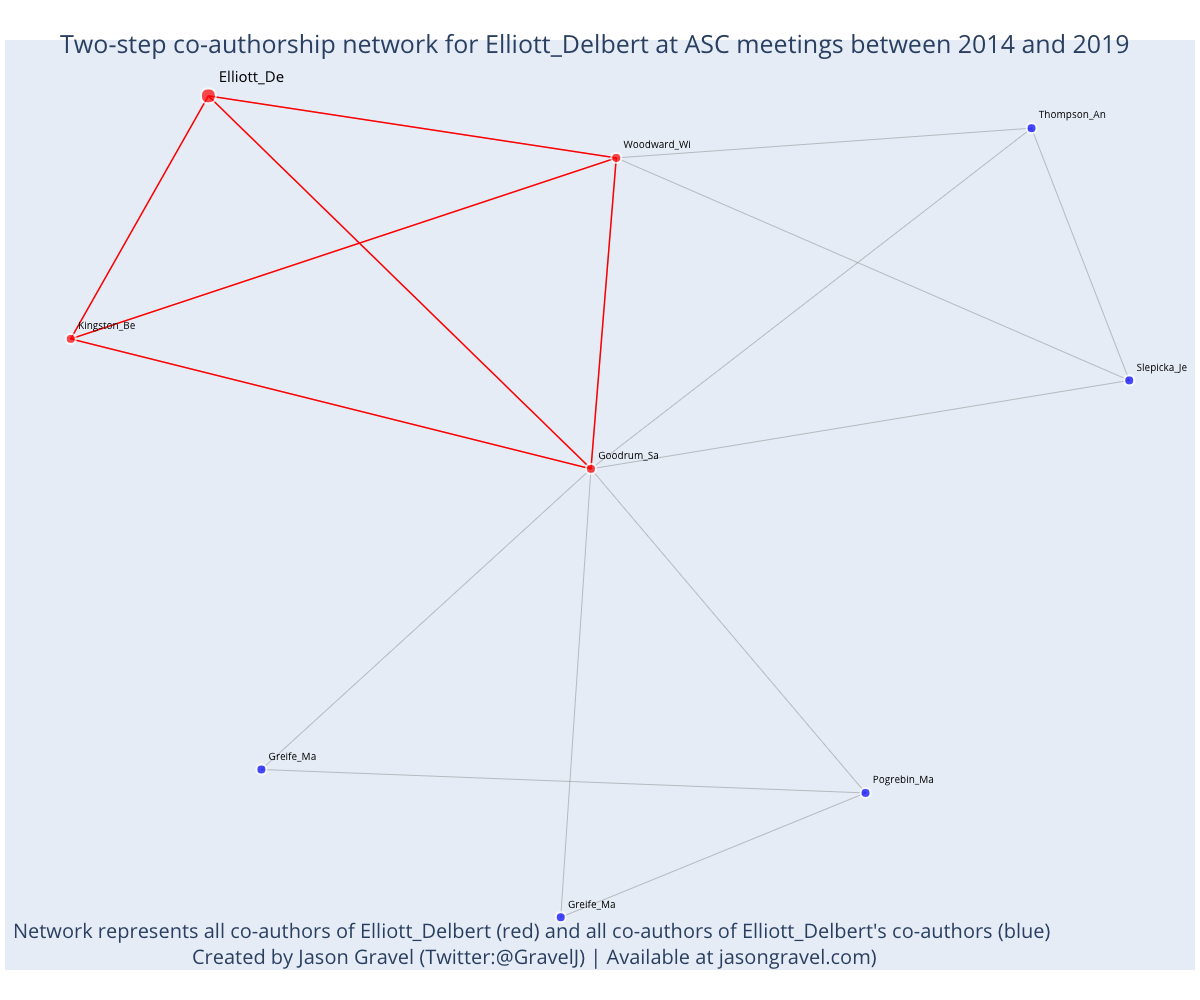 Two-step co-authorship network for Elliott_Delbert at ASC meetings between 2014 and 2019
Elliott_De
Thompson_An
Woodward_Wi
Kingston_Be
Slepicka_Je
Goodrum_Sa
Greife_Ma
Pogrebin_Ma
Greife_Ma
Network represents all co-authors of Elliott_Delbert (red) and all co-authors of Elliott_Delbert's co-authors (blue)
Created by Jason Gravel (Twitter:@GravelJ) | Available at jasongravel.com)